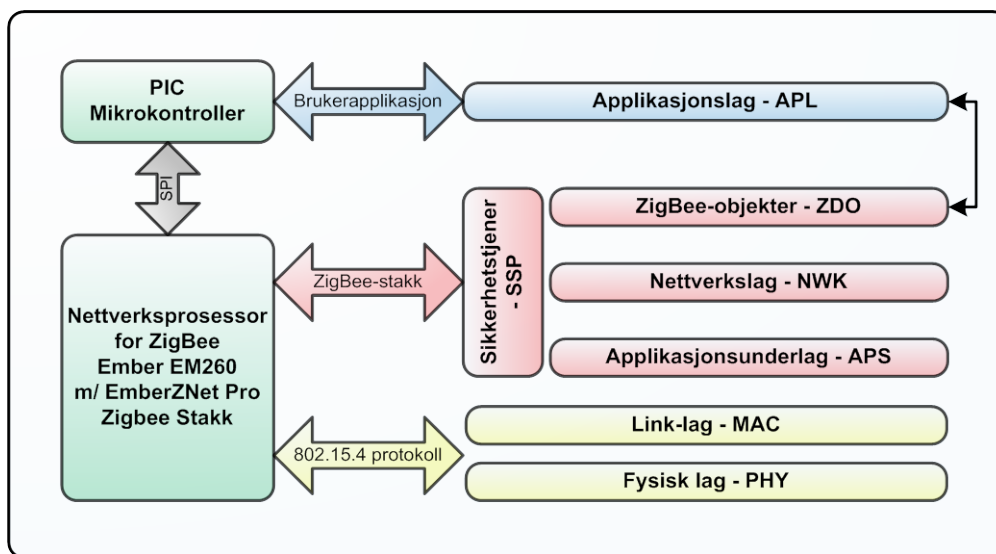 PIC
Mikrokontroller
Brukerapplikasjon
Applikasjonslag - APL
SPI
Nettverksprosessor
for ZigBee
Ember EM260
m/ EmberZNet Pro
Zigbee Stakk
ZigBee-stakk
Sikkerhetstjener
- SSP
ZigBee-objekter - ZDO
Nettverkslag - NWK
Applikasjonsunderlag - APS
802.15.4 protokoll
Link-lag - MAC
Fysisk lag - PHY